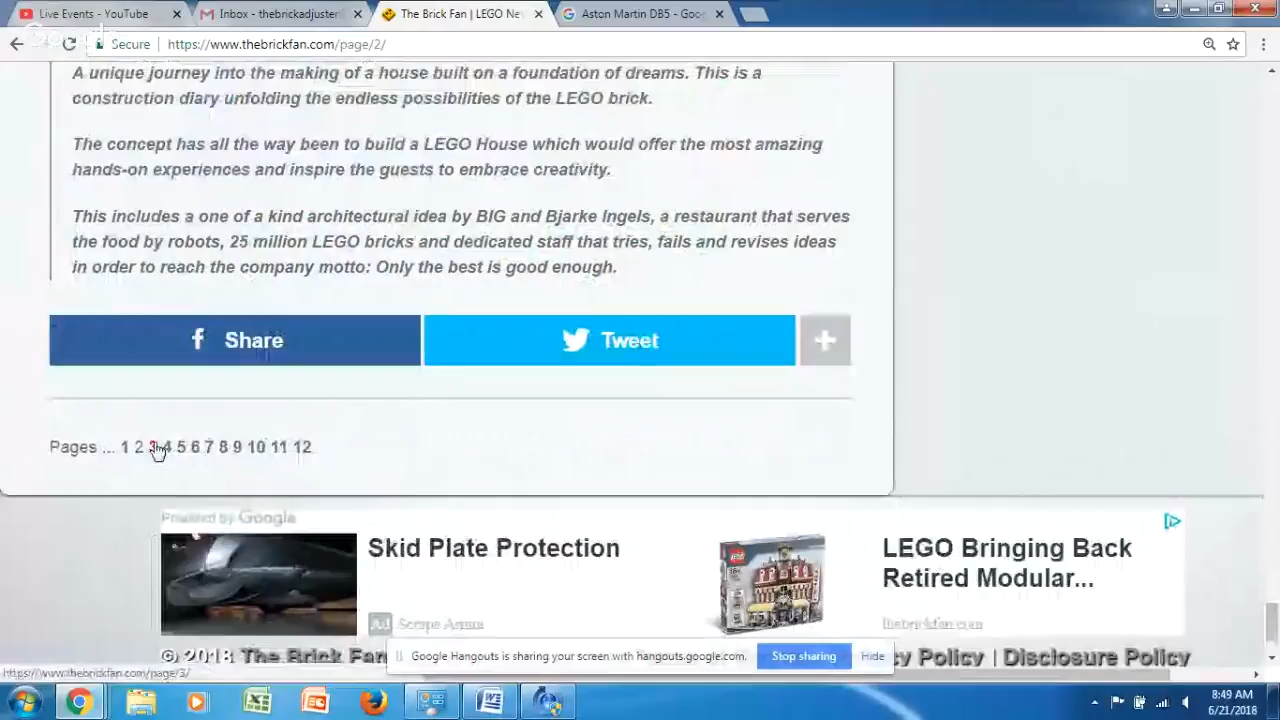 Live Events - YouTube
Inbox - thebrickadjuster
The Brick Fan | LEGO Ne
Aston Martin DB5 - Goo
Secure
https://www.thebrickfan.com/page/2/
A unique journey into the making of a house built on a foundation of dreams. This is a
construction diary unfolding the endless possibilities of the LEGO brick.
The concept has all the way been to build a LEGO House which would offer the most amazing
hands-on experiences and inspire the guests to embrace creativity.
This includes a one of a kind architectural idea by BIG and Bjarke Ingels, a restaurant that serves
the food by robots, 25 million LEGO bricks and dedicated staff that tries, fails and revises ideas
in order to reach the company motto: Only the best is good enough.
Share
Tweet
Pages ... 1 2 3 4 5 6 7 8 9 10 11 12
Powered by Google
Skid Plate Protection
Ad Scrape Armor
LEGO Bringing Back
Retired Modular...
thebrickfan.com
© 2018 The Brick Fan
cy Policy | Disclosure Policy
Google Hangouts is sharing your screen with hangouts.google.com.
Stop sharing
Hide
https://www.thebrickfan.com/page/3/
8:49 AM
6/21/2018